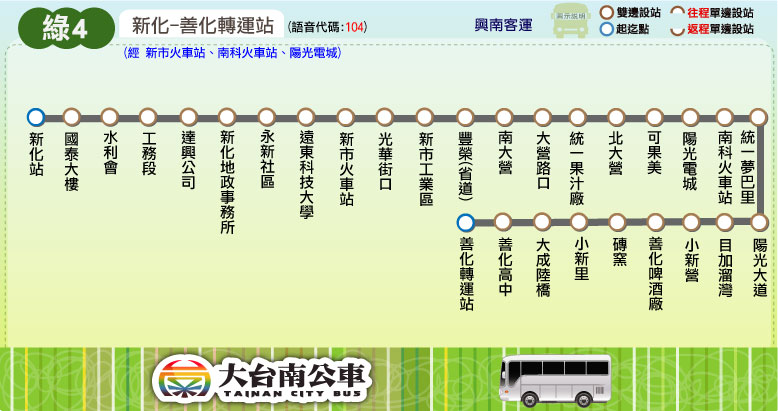 綠4
新化-善化轉運站 (語音代碼:104)
興南客運
圖示說明
雙邊設站
往程單邊設站
起迄點
返程單邊設站
(經 新市火車站、南科火車站、陽光電城)
新化站
國泰大樓
水利會
工務段
達興公司
新化地政事務所
永新社區
遠東科技大學
新市火車站
光華街口
新市工業區
豐榮(省道)
南大營
大營路口
統一果汁廠
北大營
可果美
陽光電城
南科火車站
統一夢巴里
陽光大道
目加溜灣
小新營
善化啤酒廠
磚窯
小新里
大成陸橋
善化高中
善化轉運站
大台南公車
TAINAN CITY BUS